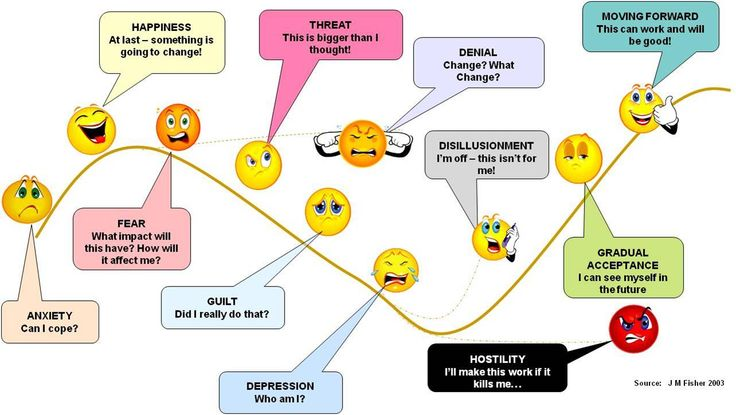 HAPPINESS
At last – something is
going to change!
THREAT
This is bigger than I
thought!
DENIAL
Change? What
Change?
MOVING FORWARD
This can work and will
be good!
DISILLUSIONMENT
I'm off – this isn't for
me!
FEAR
What impact will
this have? How will
it affect me?
GRADUAL
ACCEPTANCE
I can see myself in
the future
ANXIETY
Can I cope?
GUILT
Did I really do that?
HOSTILITY
I'll make this work if it
kills me…
DEPRESSION
Who am I?
Source: J M Fisher 2003